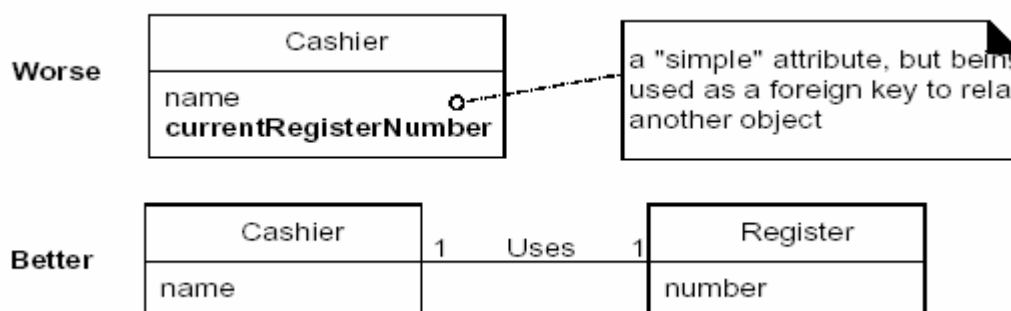 Cashier
Worse
name
currentRegisterNumber
a "simple" attribute, but
used as a foreign key to
another object
Cashier
1 Uses 1
Register
Better
name
number